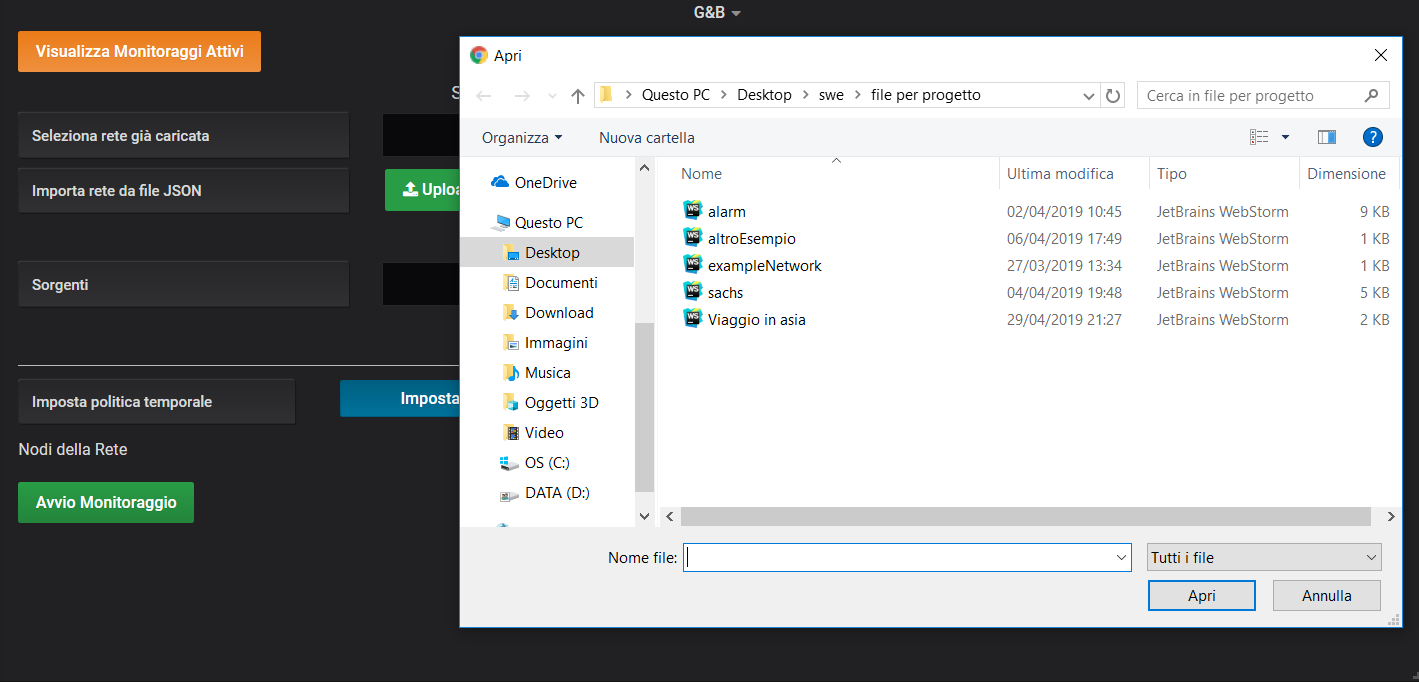 G&B
Visualizza Monitoraggi Attivi
S
Seleziona rete già caricata
Importa rete da file JSON
Uploa
Sorgenti
Imposta politica temporale
Imposta
Nodi della Rete
Avvio Monitoraggio
Apri
Questo PC > Desktop > swe > file per progetto
Cerca in file per progetto
Organizza
Nuova cartella
?
OneDrive
Questo PC
Desktop
Documenti
Download
Immagini
Musica
Oggetti 3D
Video
OS (C:)
DATA (D:)
Nome Ultima modifica Tipo Dimensione
WS alarm 02/04/2019 10:45 JetBrains WebStorm 9 KB
WS altroEsempio 06/04/2019 17:49 JetBrains WebStorm 1 KB
WS exampleNetwork 27/03/2019 13:34 JetBrains WebStorm 1 KB
WS sachs 04/04/2019 19:48 JetBrains WebStorm 5 KB
WS Viaggio in asia 29/04/2019 21:27 JetBrains WebStorm 2 KB
Nome file:
Tutti i file
Apri
Annulla